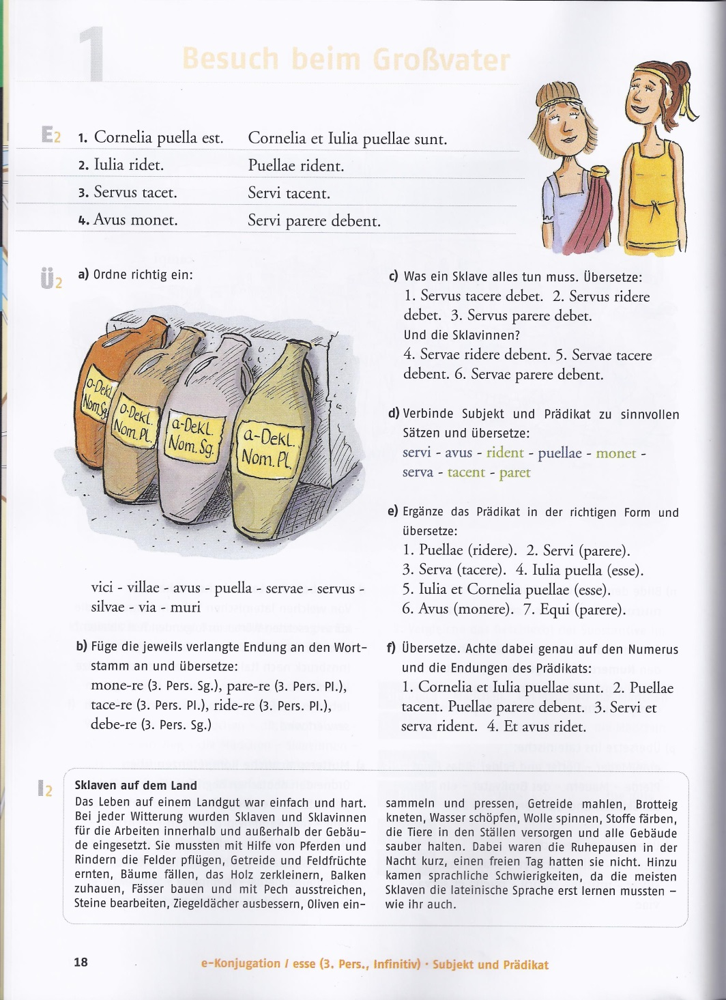 1
Besuch beim Großvater
E2
1. Cornelia puella est. Cornelia et Iulia puellae sunt.
2. Iulia ridet. Puellae rident.
3. Servus tacet. Servi tacent.
4. Avus monet. Servi parere debent.
Ü2
a) Ordne richtig ein:
o-Dekl.
Nom.Sg.
o-Dekl.
Nom.Pl.
a-Dekl.
Nom.Sg.
a-Dekl.
Nom.Pl.
vici - villae - avus - puella - servae - servus -
silvae - via - muri
b) Füge die jeweils verlangte Endung an den Wort-
stamm an und übersetze:
mone-re (3. Pers. Sg.), pare-re (3. Pers. Pl.),
tace-re (3. Pers. Pl.), ride-re (3. Pers. Pl.),
debe-re (3. Pers. Sg.)
c) Was ein Sklave alles tun muss. Übersetze:
1. Servus tacere debet. 2. Servus ridere
debet. 3. Servus parere debet.
Und die Sklavinnen?
4. Servae ridere debent. 5. Servae tacere
debent. 6. Servae parere debent.
d) Verbinde Subjekt und Prädikat zu sinnvollen
Sätzen und übersetze:
servi - avus - rident - puellae - monet -
serva - tacent - paret
e) Ergänze das Prädikat in der richtigen Form und
übersetze:
1. Puellae (ridere). 2. Servi (parere).
3. Serva (tacere). 4. Iulia puella (esse).
5. Iulia et Cornelia puellae (esse).
6. Avus (monere). 7. Equi (parere).
f) Übersetze. Achte dabei genau auf den Numerus
und die Endungen des Prädikats:
1. Cornelia et Iulia puellae sunt. 2. Puellae
tacent. Puellae parere debent. 3. Servi et
serva rident. 4. Et avus ridet.
I2
Sklaven auf dem Land
Das Leben auf einem Landgut war einfach und hart.
Bei jeder Witterung wurden Sklaven und Sklavinnen
für die Arbeiten innerhalb und außerhalb der Gebäu-
de eingesetzt. Sie mussten mit Hilfe von Pferden und
Rindern die Felder pflügen, Getreide und Feldfrüchte
ernten, Bäume fällen, das Holz zerkleinern, Balken
zuhauen, Fässer bauen und mit Pech ausstreichen,
Steine bearbeiten, Ziegeldächer ausbessern, Oliven ein-
sammeln und pressen, Getreide mahlen, Brotteig
kneten, Wasser schöpfen, Wolle spinnen, Stoffe färben,
die Tiere in den Ställen versorgen und alle Gebäude
sauber halten. Dabei waren die Ruhepausen in der
Nacht kurz, einen freien Tag hatten sie nicht. Hinzu
kamen sprachliche Schwierigkeiten, da die meisten
Sklaven die lateinische Sprache erst lernen mussten –
wie ihr auch.
18
e-Konjugation / esse (3. Pers., Infinitiv) · Subjekt und Prädikat